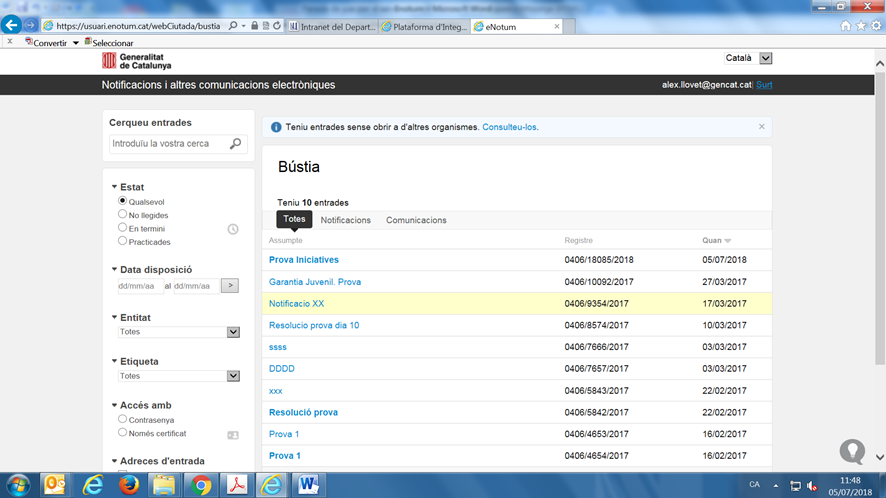 https://usuari.enotum.cat/webCiutada/bustia
Intranet del Depart...
Plataforma d'Integ...
eNotum
Convertir
Seleccionar
Generalitat
de Catalunya
Català
Notificacions i altres comunicacions electròniques
alex.llovet@gencat.cat| Surt
Cerqueu entrades
Introduïu la vostra cerca
Estat
Qualsevol
No llegides
En termini
Practicades
Data disposició
dd/mm/aa al dd/mm/aa >
Entitat
Totes
Etiqueta
Totes
Accés amb
Contrasenya
Només certificat
Adreces d'entrada
Teniu entrades sense obrir a d'altres organismes. Consulteu-los.
Bústia
Teniu 10 entrades
Totes Notificacions Comunicacions
Assumpte Registre Quan
Prova Iniciatives 0406/18085/2018 05/07/2018
Garantia Juvenil. Prova 0406/10092/2017 27/03/2017
Notificacio XX 0406/9354/2017 17/03/2017
Resolucio prova dia 10 0406/8574/2017 10/03/2017
ssss 0406/7666/2017 03/03/2017
DDDD 0406/7657/2017 03/03/2017
xxx 0406/5843/2017 22/02/2017
Resolució prova 0406/5842/2017 22/02/2017
Prova 1 0406/4653/2017 16/02/2017
Prova 1 0406/4654/2017 16/02/2017
CA
11:48
05/07/2018